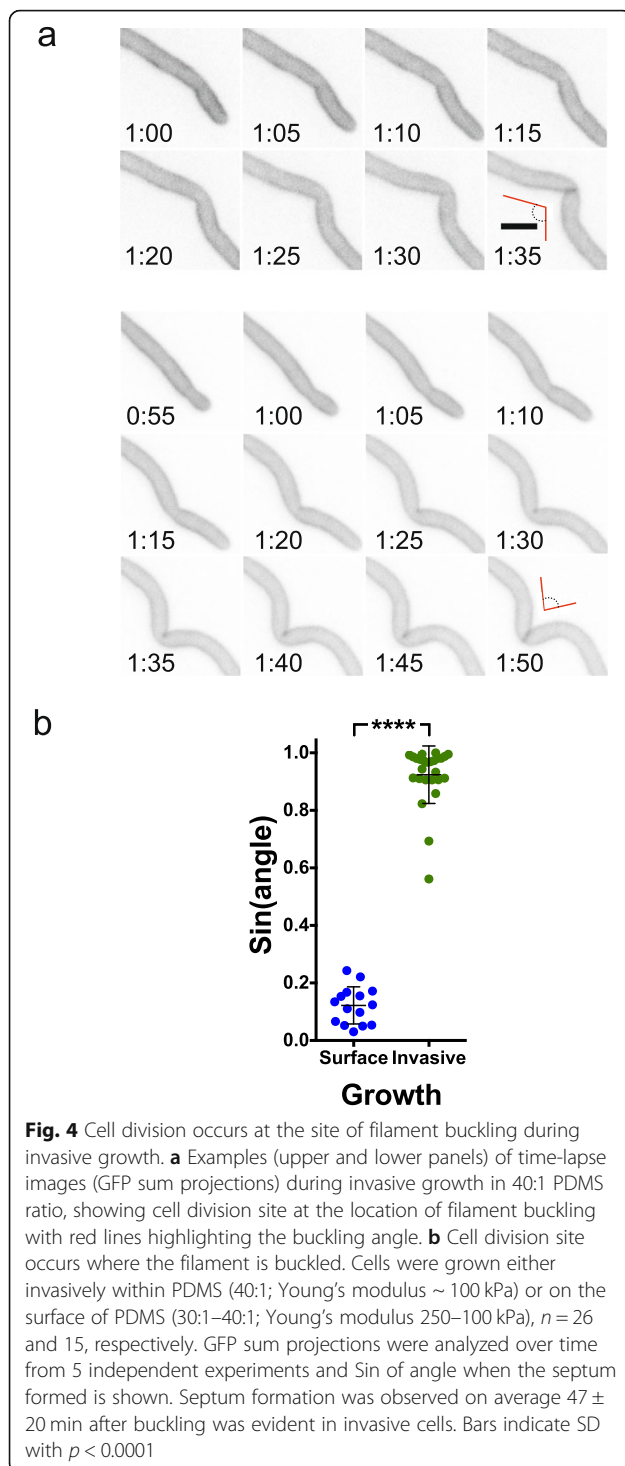 a
1:00 1:05 1:10 1:15
1:20 1:25 1:30 1:35
0:55 1:00 1:05 1:10
1:15 1:20 1:25 1:30
1:35 1:40 1:45 1:50
b
****
1.0
0.8
0.6
0.4
0.2
0.0
Sin(angle)
Surface Invasive
Growth
Fig. 4 Cell division occurs at the site of filament buckling during
invasive growth. a Examples (upper and lower panels) of time-lapse
images (GFP sum projections) during invasive growth in 40:1 PDMS
ratio, showing cell division site at the location of filament buckling
with red lines highlighting the buckling angle. b Cell division site
occurs where the filament is buckled. Cells were grown either
invasively within PDMS (40:1; Young's modulus ~ 100 kPa) or on the
surface of PDMS (30:1–40:1; Young's modulus 250–100 kPa), n = 26
and 15, respectively. GFP sum projections were analyzed over time
from 5 independent experiments and Sin of angle when the septum
formed is shown. Septum formation was observed on average 47 ±
20 min after buckling was evident in invasive cells. Bars indicate SD
with p < 0.0001